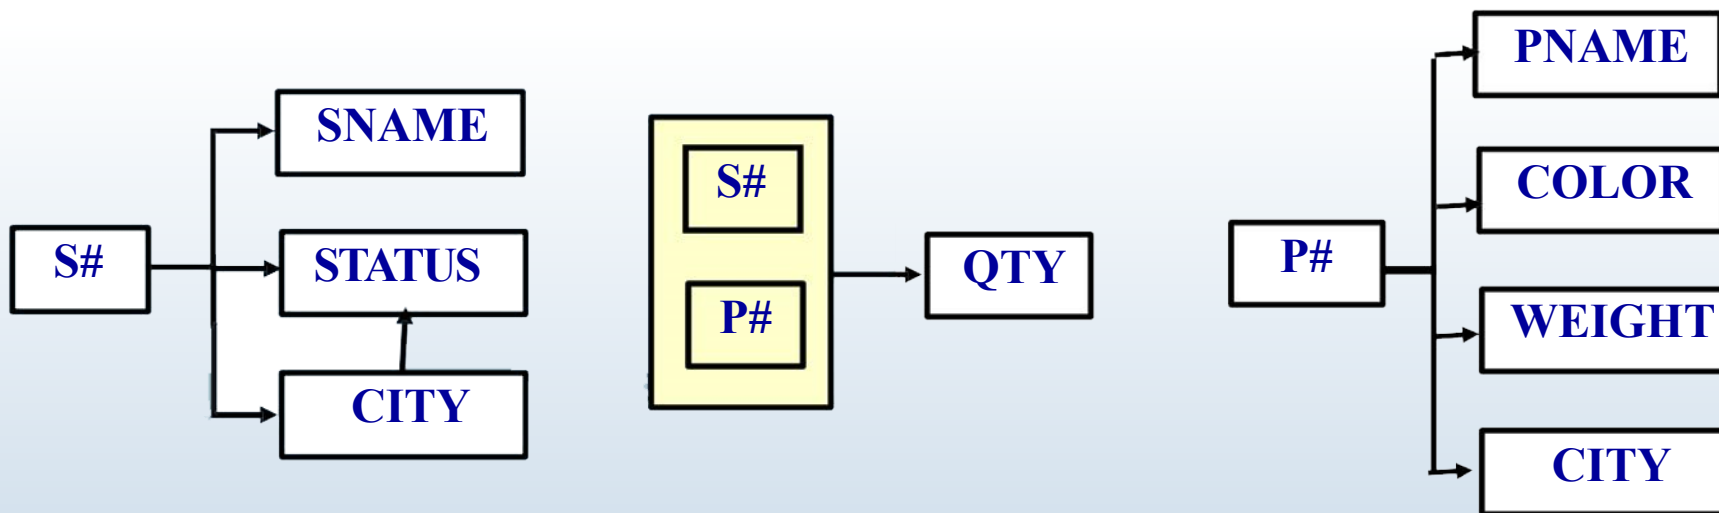 S#
SNAME
STATUS
CITY
S#
P#
QTY
P#
PNAME
COLOR
WEIGHT
CITY